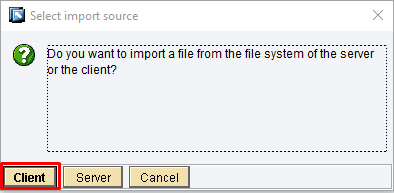 Select import source
Do you want to import a file from the file system of the server
or the client?
Client Server Cancel